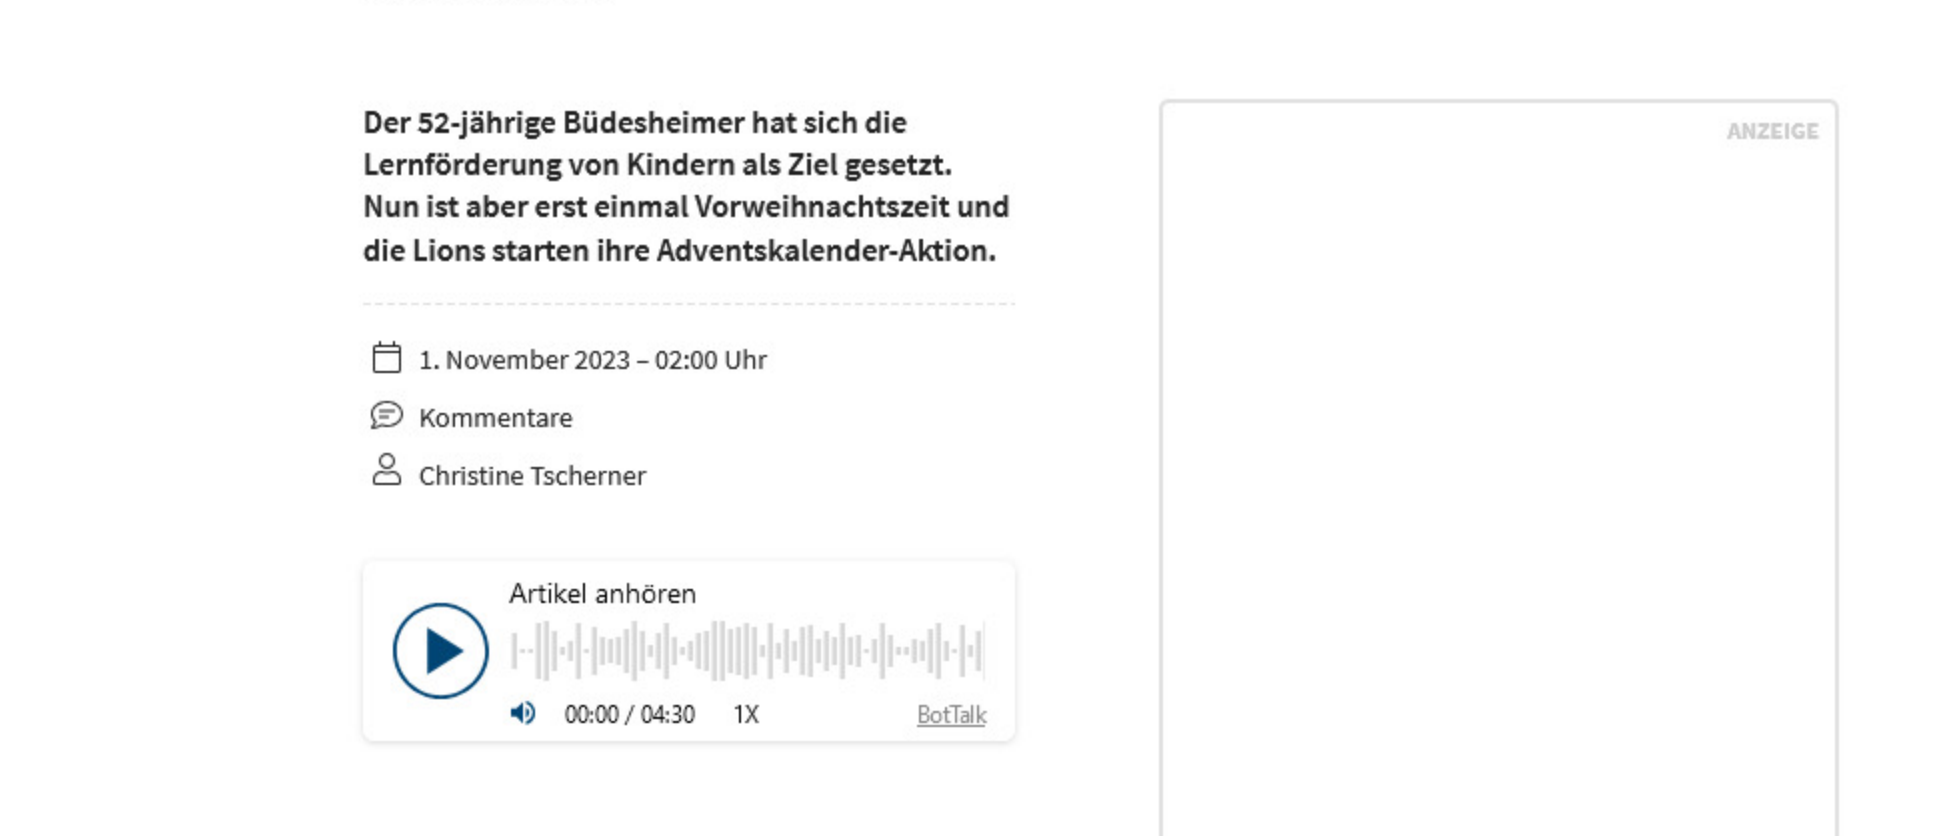 Der 52-jährige Büdesheimer hat sich die
Lernförderung von Kindern als Ziel gesetzt.
Nun ist aber erst einmal Vorweihnachtszeit und
die Lions starten ihre Adventskalender-Aktion.
1. November 2023 – 02:00 Uhr
Kommentare
Christine Tscherner
Artikel anhören
00:00 / 04:30 1X BotTalk
ANZEIGE